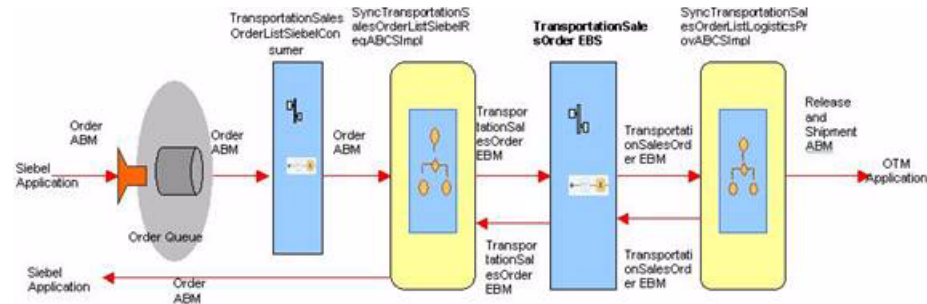 TransportationSales
OrderListSiebelCon
sumer
SyncTransportationS
alesOrderListSiebelR
eqABCSImpl
TransportationSale
sOrder EBS
SyncTransportationSal
esOrderListLogisticsPr
ovABCSImpl
Order
ABM
Order
ABM
Order
ABM
Transpor
tationSal
esOrder
EBM
Transportati
onSalesOrd
er EBM
Release
and
Shipment
ABM
Siebel
Application
OTM
Application
Order Queue
Transpor
tationSal
esOrder
EBM
Transportati
onSalesOrd
er EBM
Siebel
Application
Order
ABM